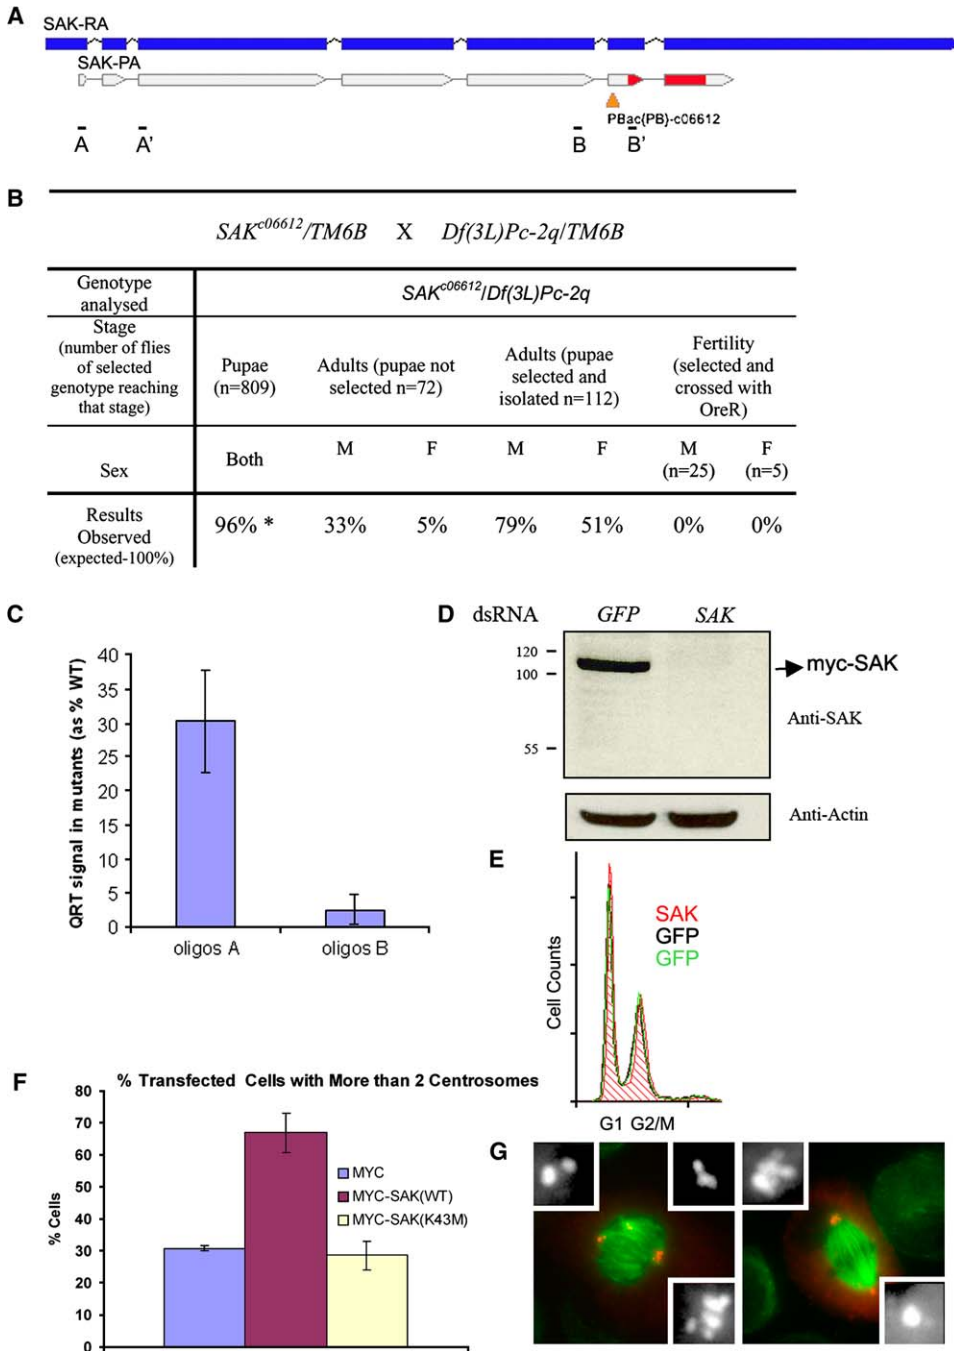 A
SAK-RA
SAK-PA
PBac{PB}-c06612
A A' B B'
B
SAK^c06612/TM6B X Df(3L)Pc-2q/TM6B
Genotype
analysed
SAK^c06612/Df(3L)Pc-2q
Stage
(number of flies
of selected
genotype reaching
that stage)
Pupae
(n=809)
Adults (pupae not
selected n=72)
Adults (pupae
selected and
isolated n=112)
Fertility
(selected and
crossed with
OreR)
Sex
Both
M F M F
M
(n=25)
F
(n=5)
Results
Observed
(expected-100%)
96% * 33% 5% 79% 51% 0% 0%
C
QRT signal in mutants (as % WT)
40
35
30
25
20
15
10
5
0
oligos A oligos B
D
dsRNA GFP SAK
120
100
55
myc-SAK
Anti-SAK
Anti-Actin
E
Cell Counts
SAK
GFP
GFP
G1 G2/M
F
% Transfected Cells with More than 2 Centrosomes
% Cells
80
70
60
50
40
30
20
10
0
MYC
MYC-SAK(WT)
MYC-SAK(K43M)
G